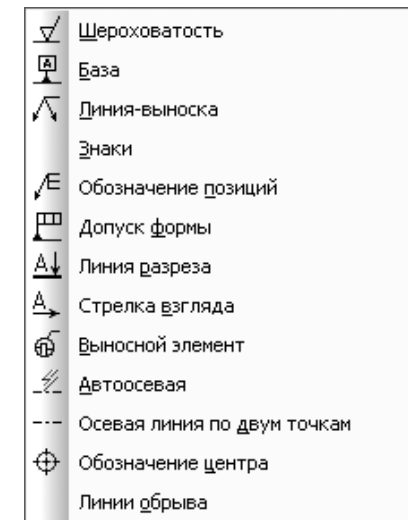 Шероховатость
База
Линия-выноска
Знаки
Обозначение позиций
Допуск формы
Линия разреза
Стрелка взгляда
Выносной элемент
Автоосевая
Осевая линия по двум точкам
Обозначение центра
Линии обрыва